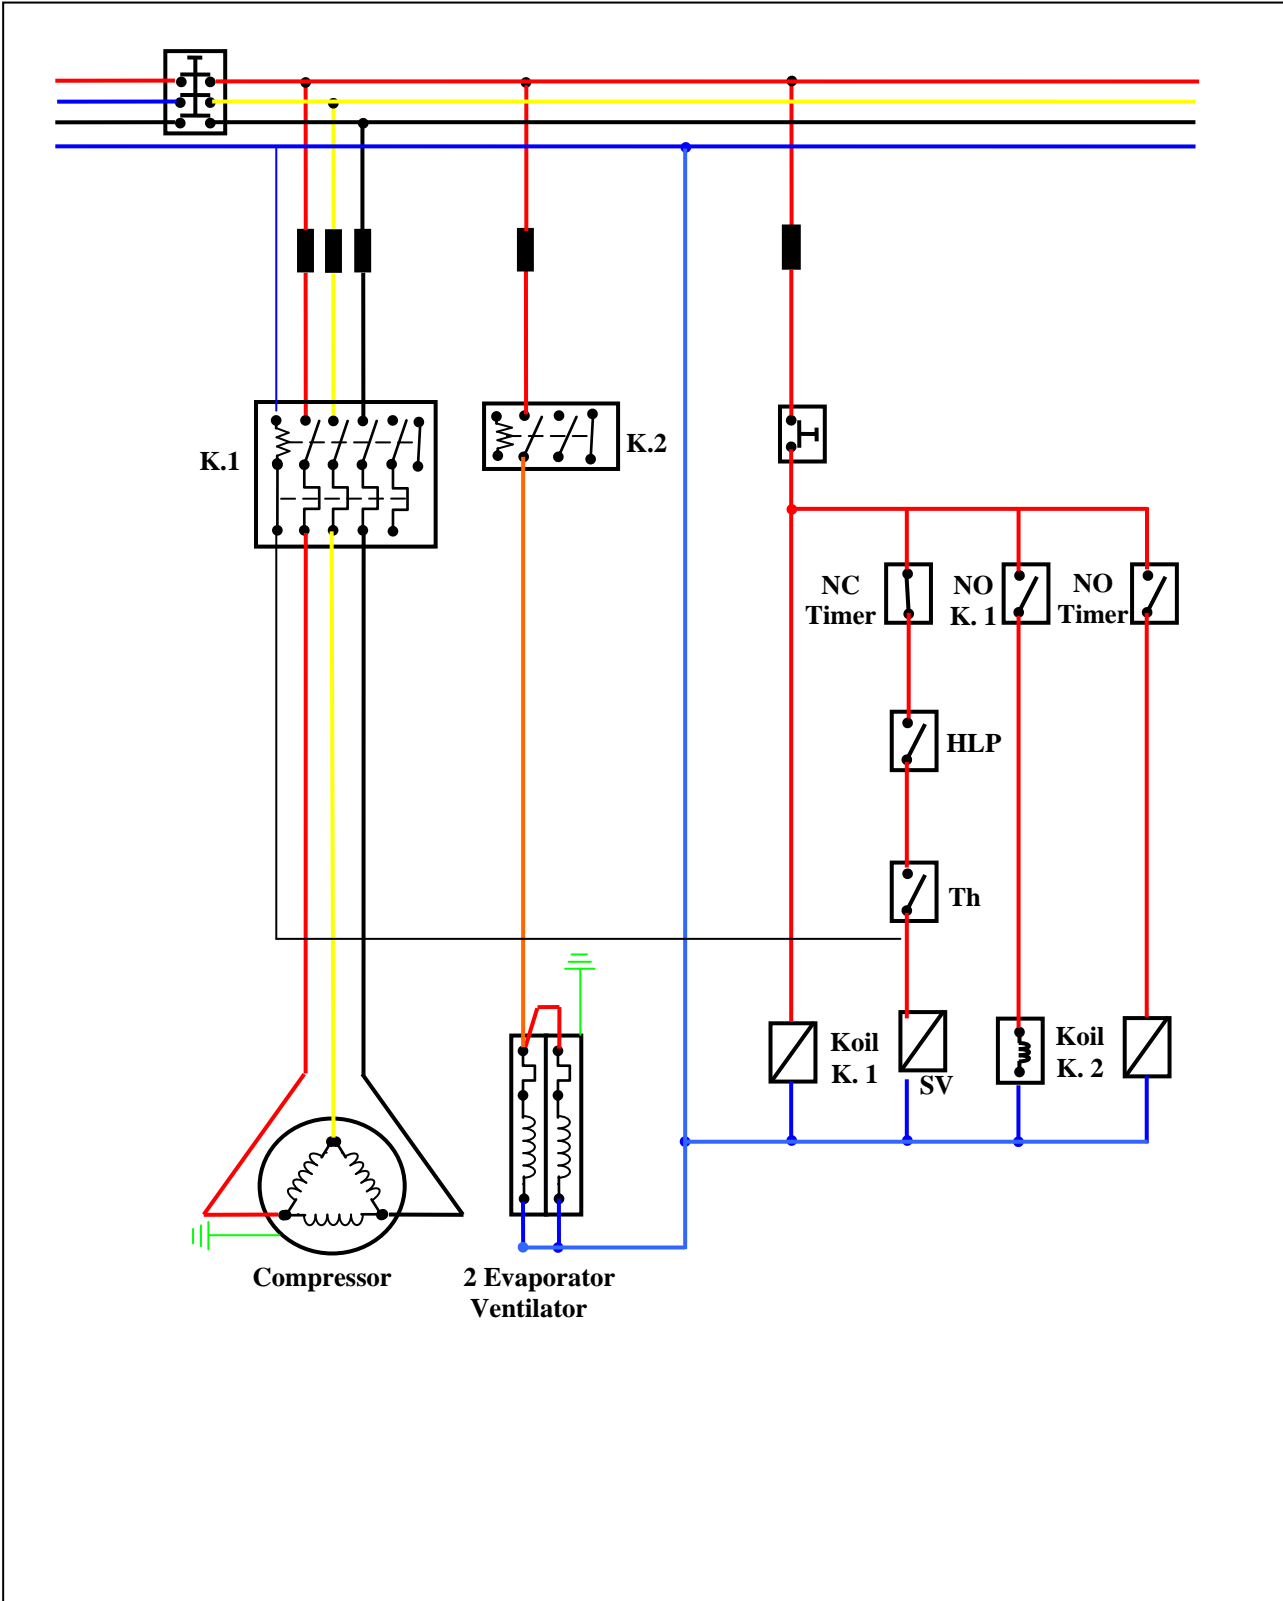 K.1
K.2
NC
Timer
NO
K. 1
NO
Timer
HLP
Th
Koil
K. 1
SV
Koil
K. 2
Compressor
2 Evaporator
Ventilator